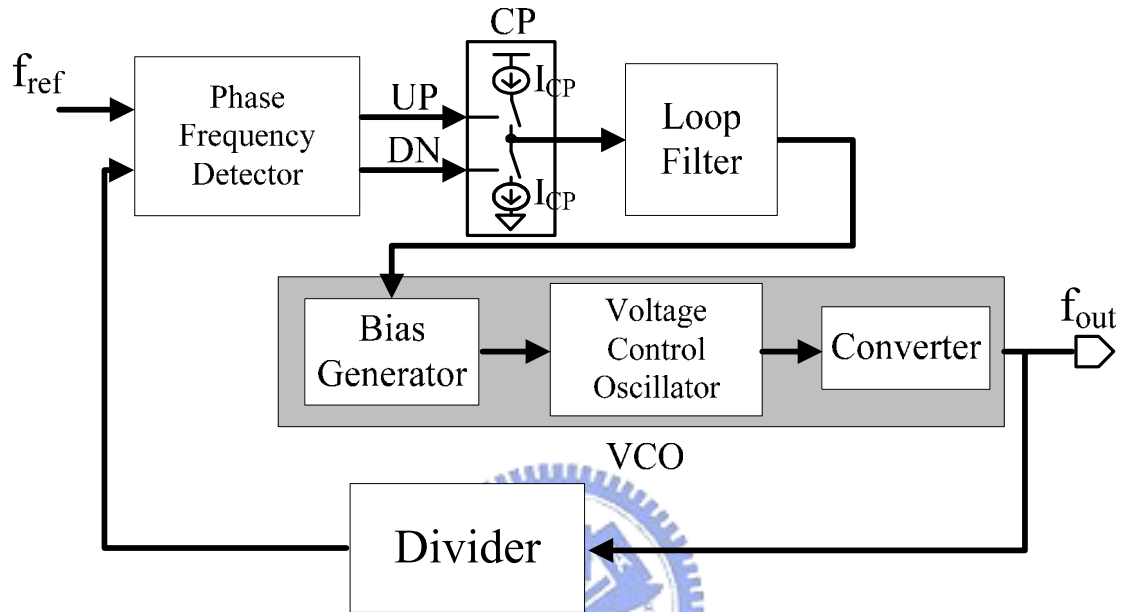 CP
f_ref
Phase
Frequency
Detector
UP
DN
I_CP
I_CP
Loop
Filter
Bias
Generator
Voltage
Control
Oscillator
Converter
f_out
VCO
Divider